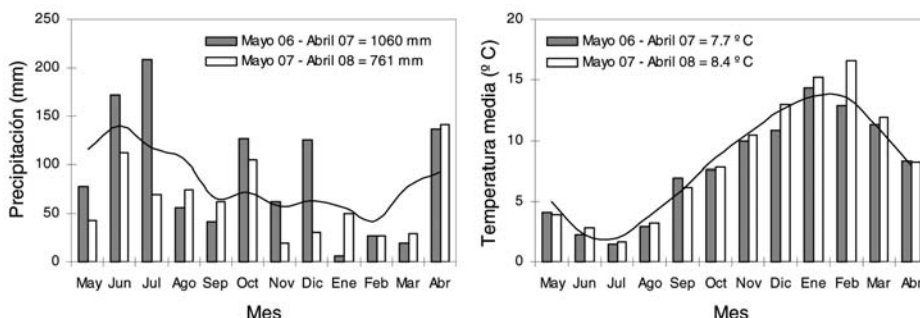 Precipitación (mm)
250
200
150
100
50
0
Mayo 06 - Abril 07 = 1060 mm
Mayo 07 - Abril 08 = 761 mm
May Jun Jul Ago Sep Oct Nov Dic Ene Feb Mar Abr
Mes
Temperatura media (º C)
20
15
10
5
0
Mayo 06 - Abril 07 = 7.7 º C
Mayo 07 - Abril 08 = 8.4 º C
May Jun Jul Ago Sep Oct Nov Dic Ene Feb Mar Abr
Mes